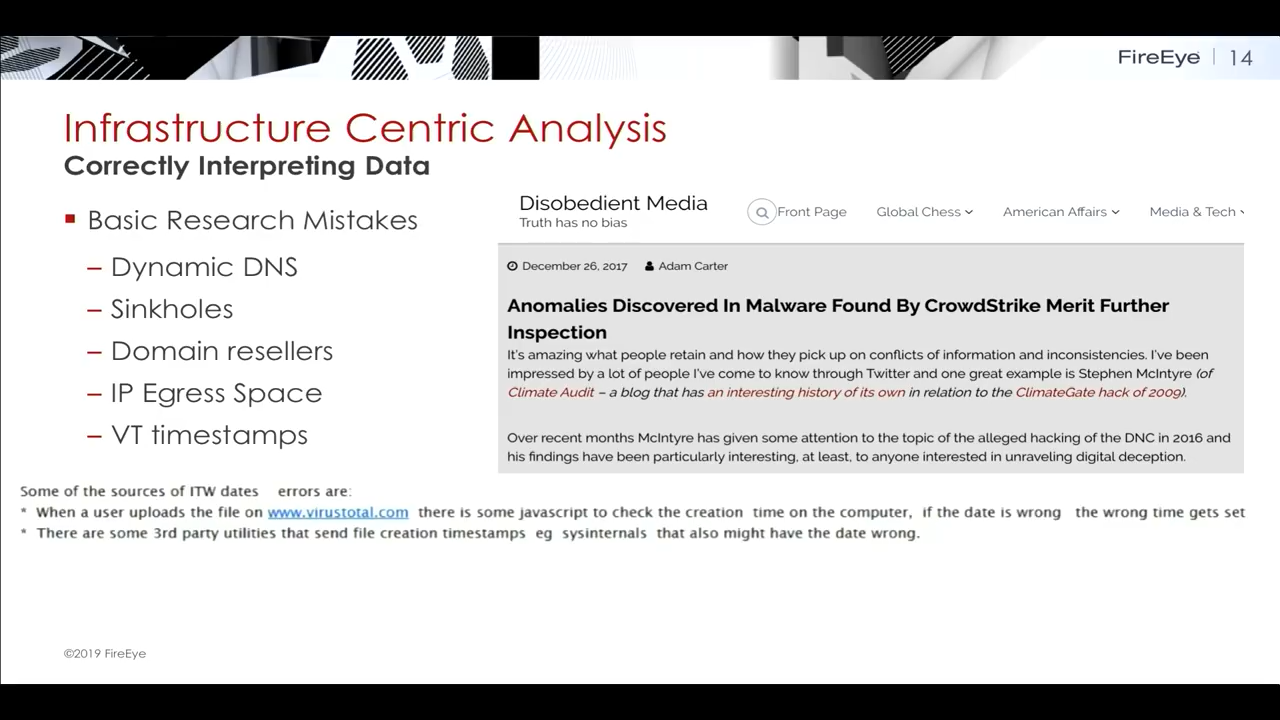 FireEye | 14
Infrastructure Centric Analysis
Correctly Interpreting Data
Basic Research Mistakes
– Dynamic DNS
– Sinkholes
– Domain resellers
– IP Egress Space
– VT timestamps
Disobedient Media
Truth has no bias
Front Page Global Chess American Affairs Media & Tech
December 26, 2017 Adam Carter
Anomalies Discovered In Malware Found By CrowdStrike Merit Further
Inspection
It's amazing what people retain and how they pick up on conflicts of information and inconsistencies. I've been
impressed by a lot of people I've come to know through Twitter and one great example is Stephen McIntyre (of
Climate Audit – a blog that has an interesting history of its own in relation to the ClimateGate hack of 2009).
Over recent months McIntyre has given some attention to the topic of the alleged hacking of the DNC in 2016 and
his findings have been particularly interesting, at least, to anyone interested in unraveling digital deception.
Some of the sources of ITW dates errors are:
* When a user uploads the file on www.virustotal.com there is some javascript to check the creation time on the computer, if the date is wrong the wrong time gets set
* There are some 3rd party utilities that send file creation timestamps eg sysinternals that also might have the date wrong.
©2019 FireEye